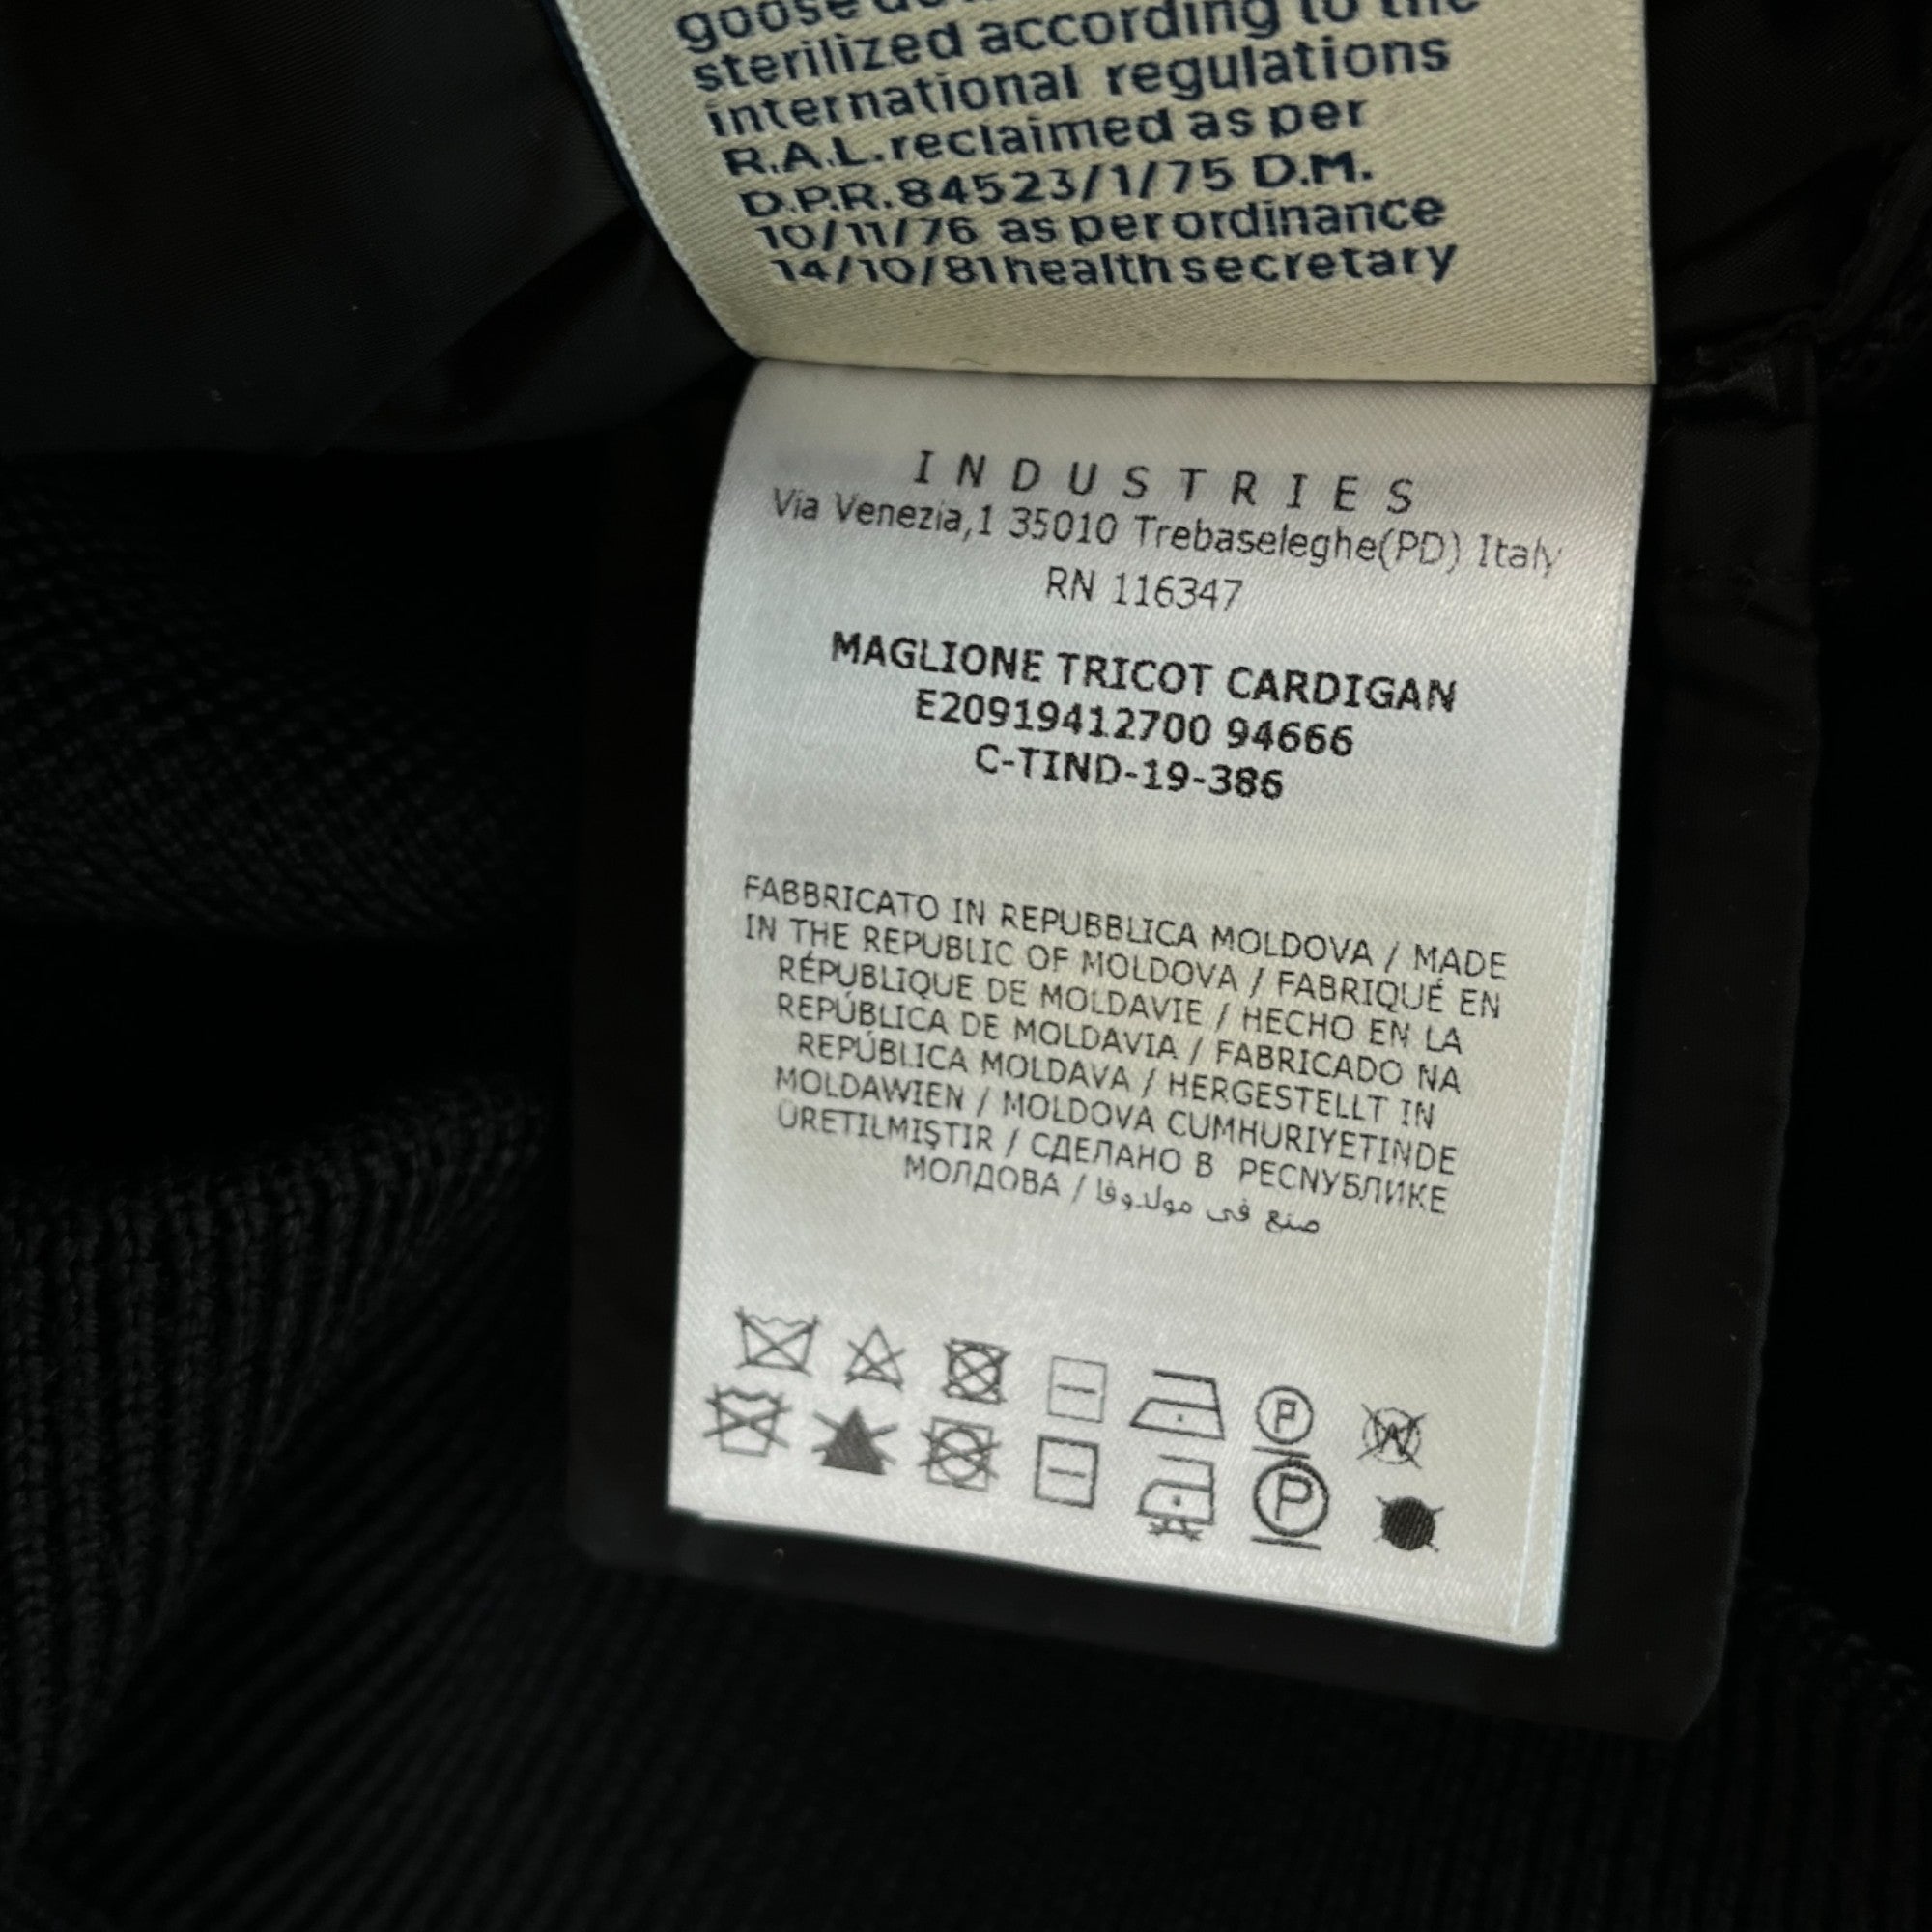 goose
sterilized according to the
international regulations
R.A.L. reclaimed as per
D.P.R. 84523/1/75 D.M.
10/11/76 as per ordinance
14/10/81 health secretary
INDUSTRIES
Via Venezia,1 35010 Trebaseleghe(PD) Italy
RN 116347
MAGLIONE TRICOT CARDIGAN
E20919412700 94666
C-TIND-19-386
FABBRICATO IN REPUBBLICA MOLDOVA / MADE
IN THE REPUBLIC OF MOLDOVA / FABRIQUÉ EN
RÉPUBLIQUE DE MOLDAVIE / HECHO EN LA
REPÚBLICA DE MOLDAVIA / FABRICADO NA
REPÚBLICA MOLDAVA / HERGESTELLT IN
MOLDAWIEN / MOLDOVA CUMHURIYETINDE
ÜRETILMIŞTIR / СДЕЛАНО В РЕСNУБЛИКЕ
МОЛДОВА / صنع في مولدوفا
P W
P